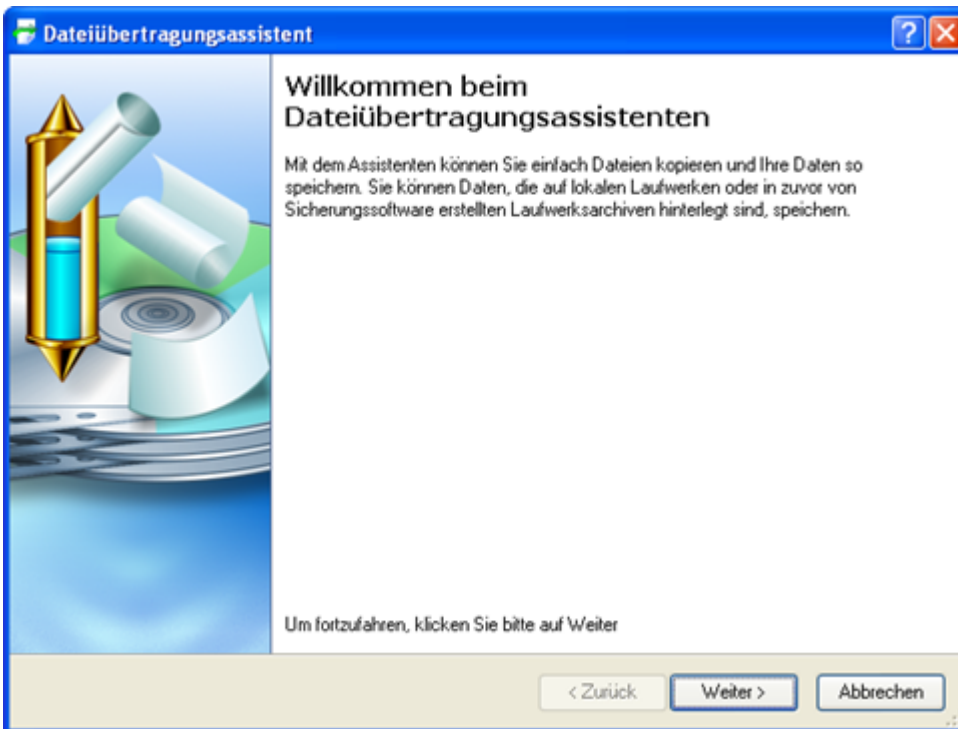 Dateiübertragungsassistent
Willkommen beim
Dateiübertragungsassistenten
Mit dem Assistenten können Sie einfach Dateien kopieren und Ihre Daten so
speichern. Sie können Daten, die auf lokalen Laufwerken oder in zuvor von
Sicherungssoftware erstellten Laufwerksarchiven hinterlegt sind, speichern.
Um fortzufahren, klicken Sie bitte auf Weiter
< Zurück Weiter > Abbrechen